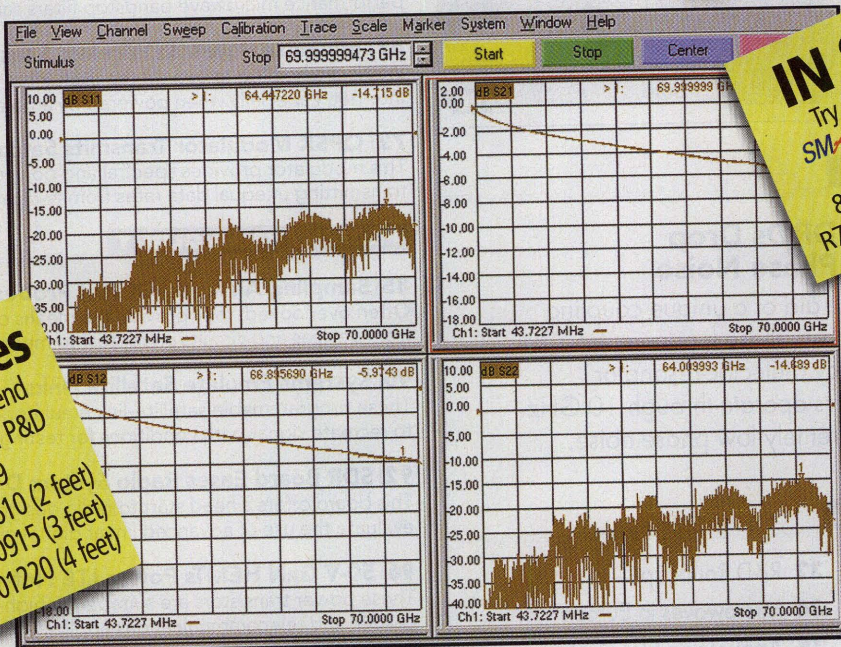 File View Channel Sweep Calibration Trace Scale Marker System Window Help
Stimulus Stop 69.999999473 GHz Start Stop Center
dB S11 >1: 64.447220 GHz -14.715 dB
10.00
5.00
0.00
-5.00
-10.00
-15.00
-20.00
-25.00
-30.00
35.00
Ch1: Start 43.7227 MHz Stop 70.0000 GHz
dB S21 >1: 69.999999 GHz
2.00
0.00
-2.00
-4.00
-6.00
-8.00
-10.00
-12.00
-14.00
-16.00
-18.00
Ch1: Start 43.7227 MHz Stop 70.0000 GHz
IN
Try
SM
8
R7
dB S12 >1: 66.895690 GHz -5.9743 dB
18.00
Ch1: Start 43.7227 MHz Stop 70.0000 GHz
dB S22 >1: 64.009993 GHz -14.689 dB
10.00
5.00
0.00
-5.00
-10.00
-15.00
-20.00
-25.00
-30.00
-35.00
-40.00
Ch1: Start 43.7227 MHz Stop 70.0000 GHz
es
end
P&D
9
610 (2 feet)
0915 (3 feet)
01220 (4 feet)